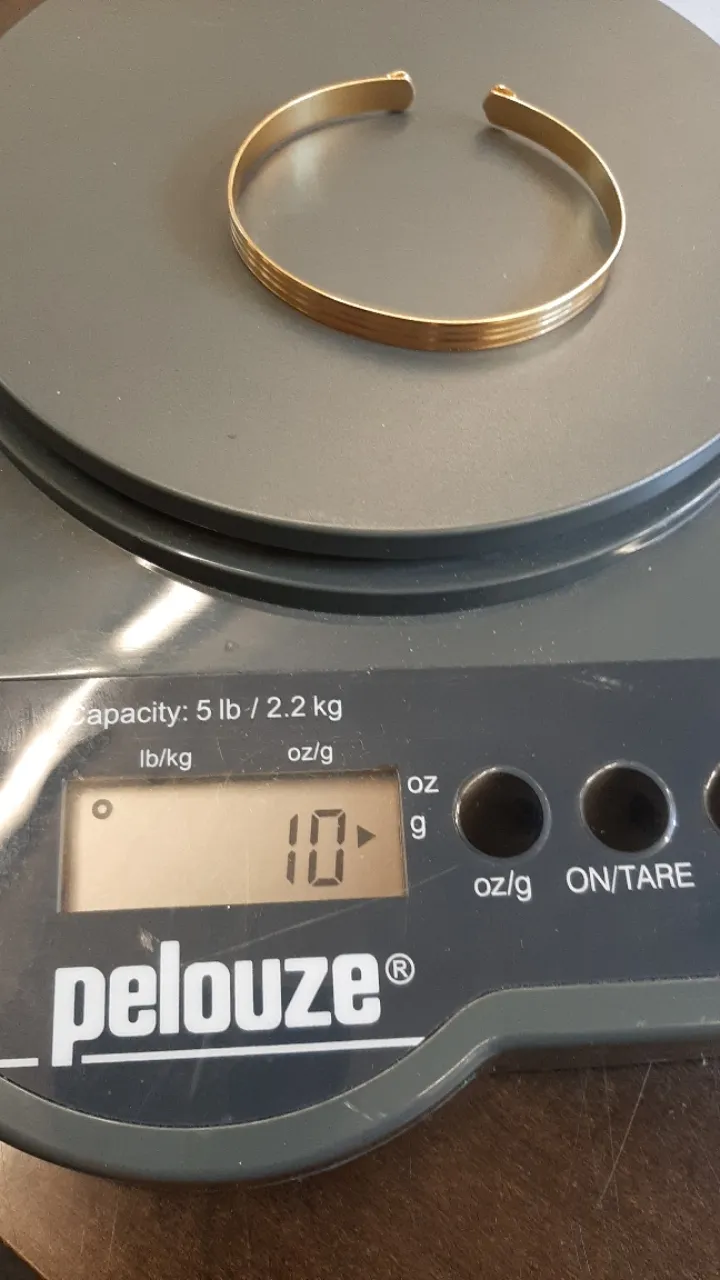 Capacity: 5 lb / 2.2 kg
lb/kg oz/g
10
oz
g
oz/g ON/TARE
pelouze®